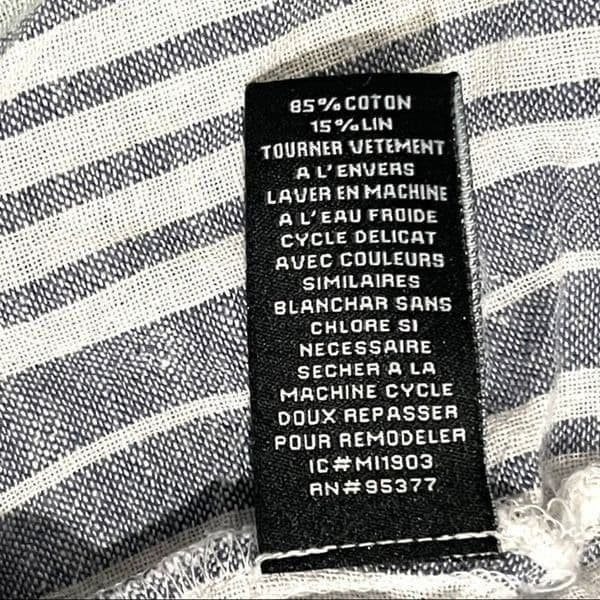 85% COTON
15% LIN
TOURNER VETEMENT
A L'ENVERS
LAVER EN MACHINE
A L'EAU FROIDE
CYCLE DELICAT
AVEC COULEURS
SIMILAIRES
BLANCHAR SANS
CHLORE SI
NECESSAIRE
SECHER A LA
MACHINE CYCLE
DOUX REPASSER
POUR REMODELER
IC#MI1903
RN#95377